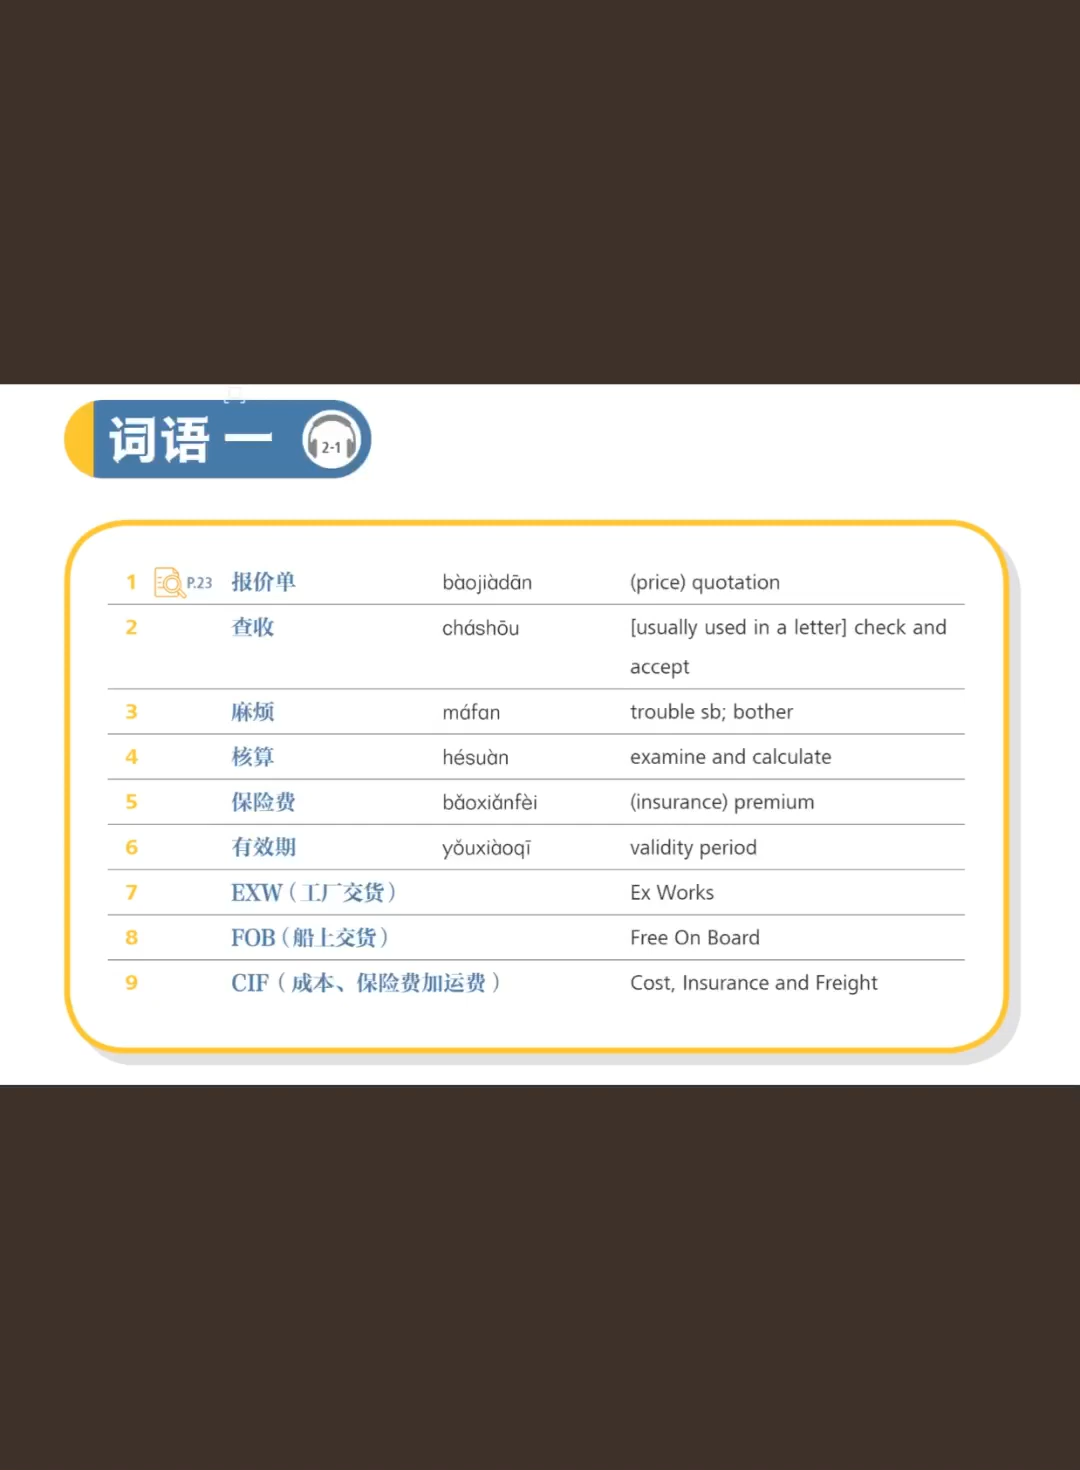 词语一 2-1
1 P.23 报价单 bàojiàdān (price) quotation
2 查收 cháshōu [usually used in a letter] check and
accept
3 麻烦 máfan trouble sb; bother
4 核算 hésuàn examine and calculate
5 保险费 bǎoxiǎnfèi (insurance) premium
6 有效期 yǒuxiàoqī validity period
7 EXW（工厂交货） Ex Works
8 FOB（船上交货） Free On Board
9 CIF（成本、保险费加运费） Cost, Insurance and Freight